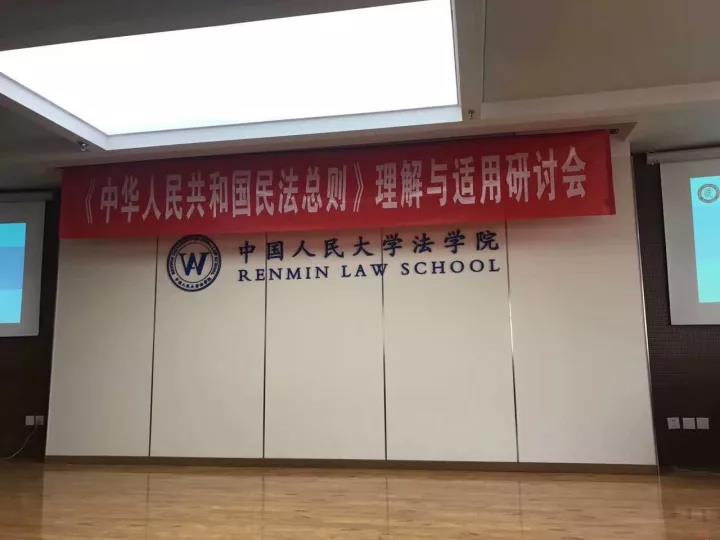 《中华人民共和国民法总则》理解与适用研讨会
中国人民大学法学院
RENMIN LAW SCHOOL